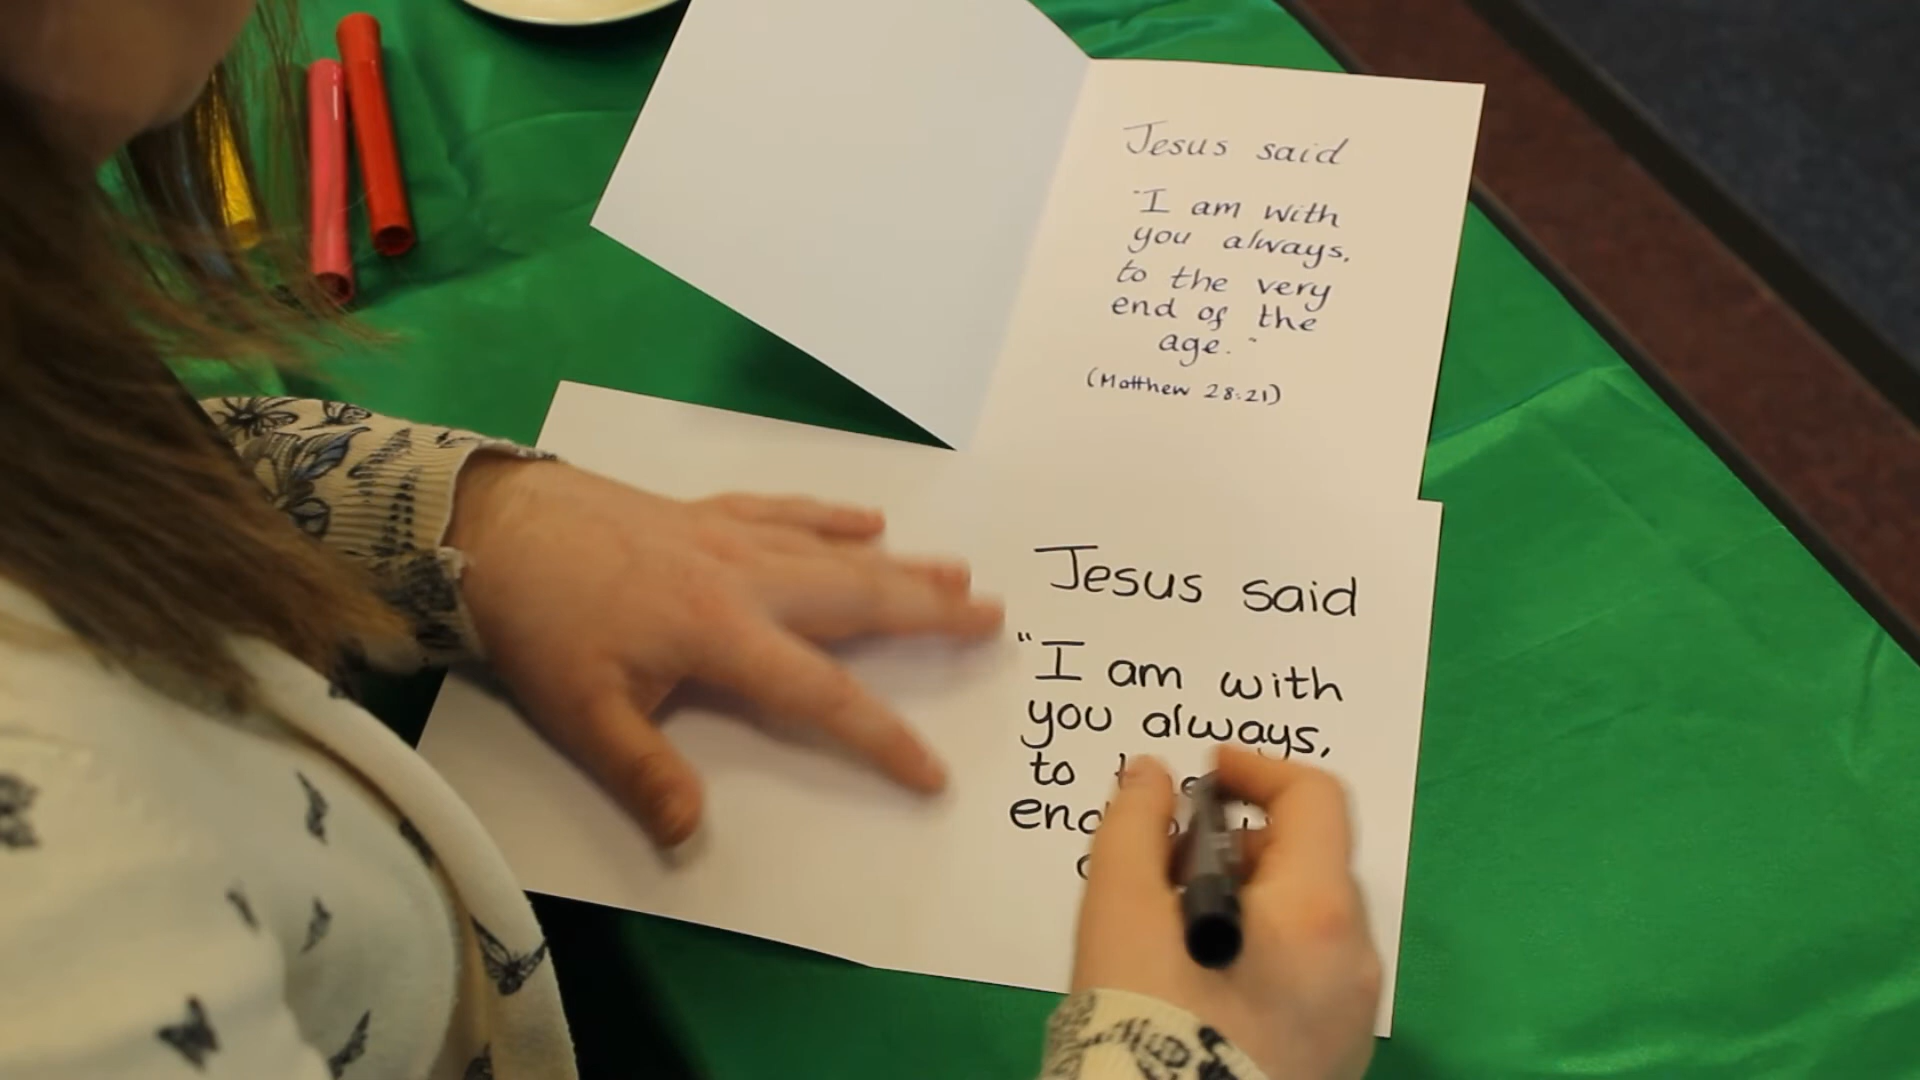 Jesus said
"I am with
you always,
to the very
end of the
age."
(Matthew 28:21)
Jesus said
"I am with
you always,
to